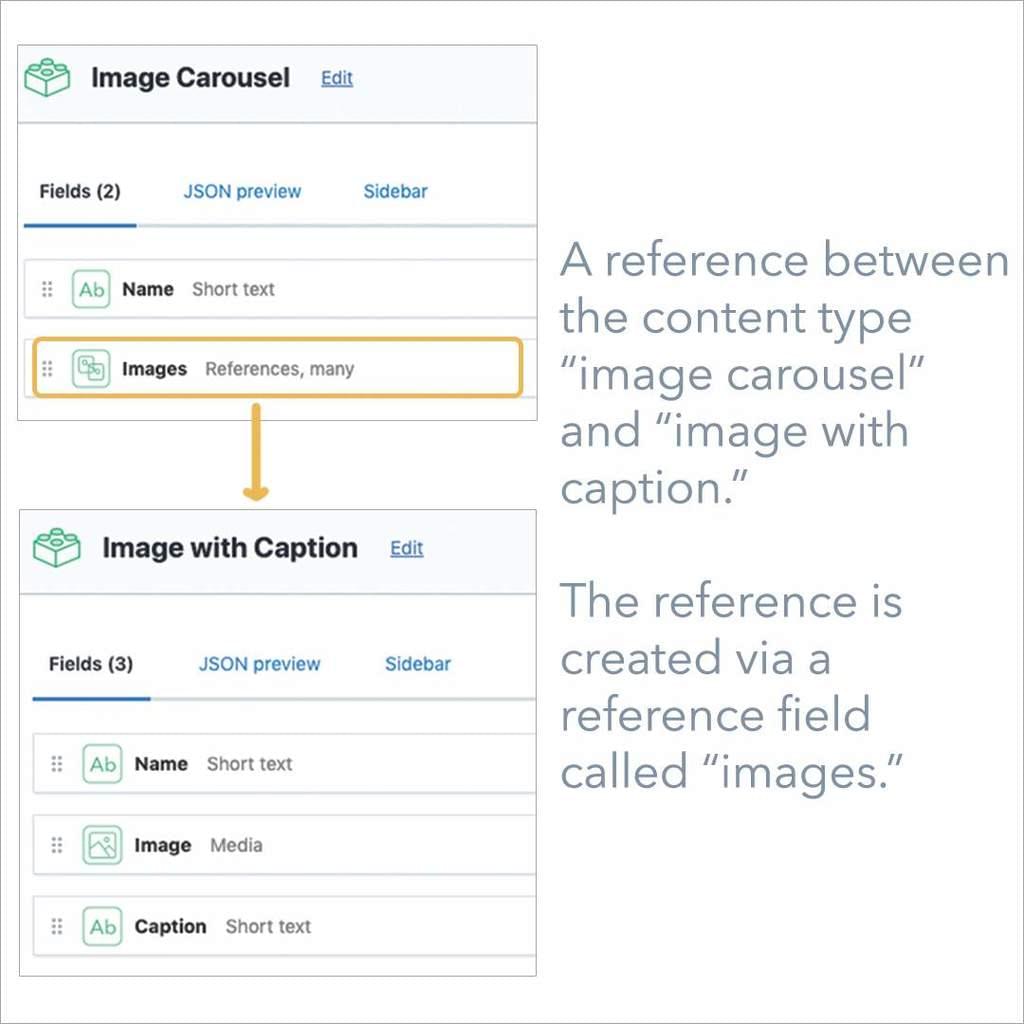 Image Carousel Edit
Fields (2) JSON preview Sidebar
Ab Name Short text
Images References, many
Image with Caption Edit
Fields (3) JSON preview Sidebar
Ab Name Short text
Image Media
Ab Caption Short text
A reference between
the content type
“image carousel”
and “image with
caption.”
The reference is
created via a
reference field
called “images.”